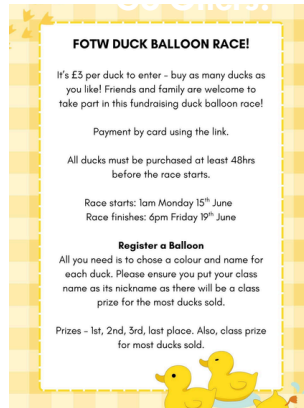 FOTW DUCK BALLOON RACE!
It's £3 per duck to enter - buy as many ducks as
you like! Friends and family are welcome to
take part in this fundraising duck balloon race!
Payment by card using the link.
All ducks must be purchased at least 48hrs
before the race starts.
Race starts: 1am Monday 15th June
Race finishes: 6pm Friday 19th June
Register a Balloon
All you need is to chose a colour and name for
each duck. Please ensure you put your class
name as its nickname as there will be a class
prize for the most ducks sold.
Prizes - 1st, 2nd, 3rd, last place. Also, class prize
for most ducks sold.